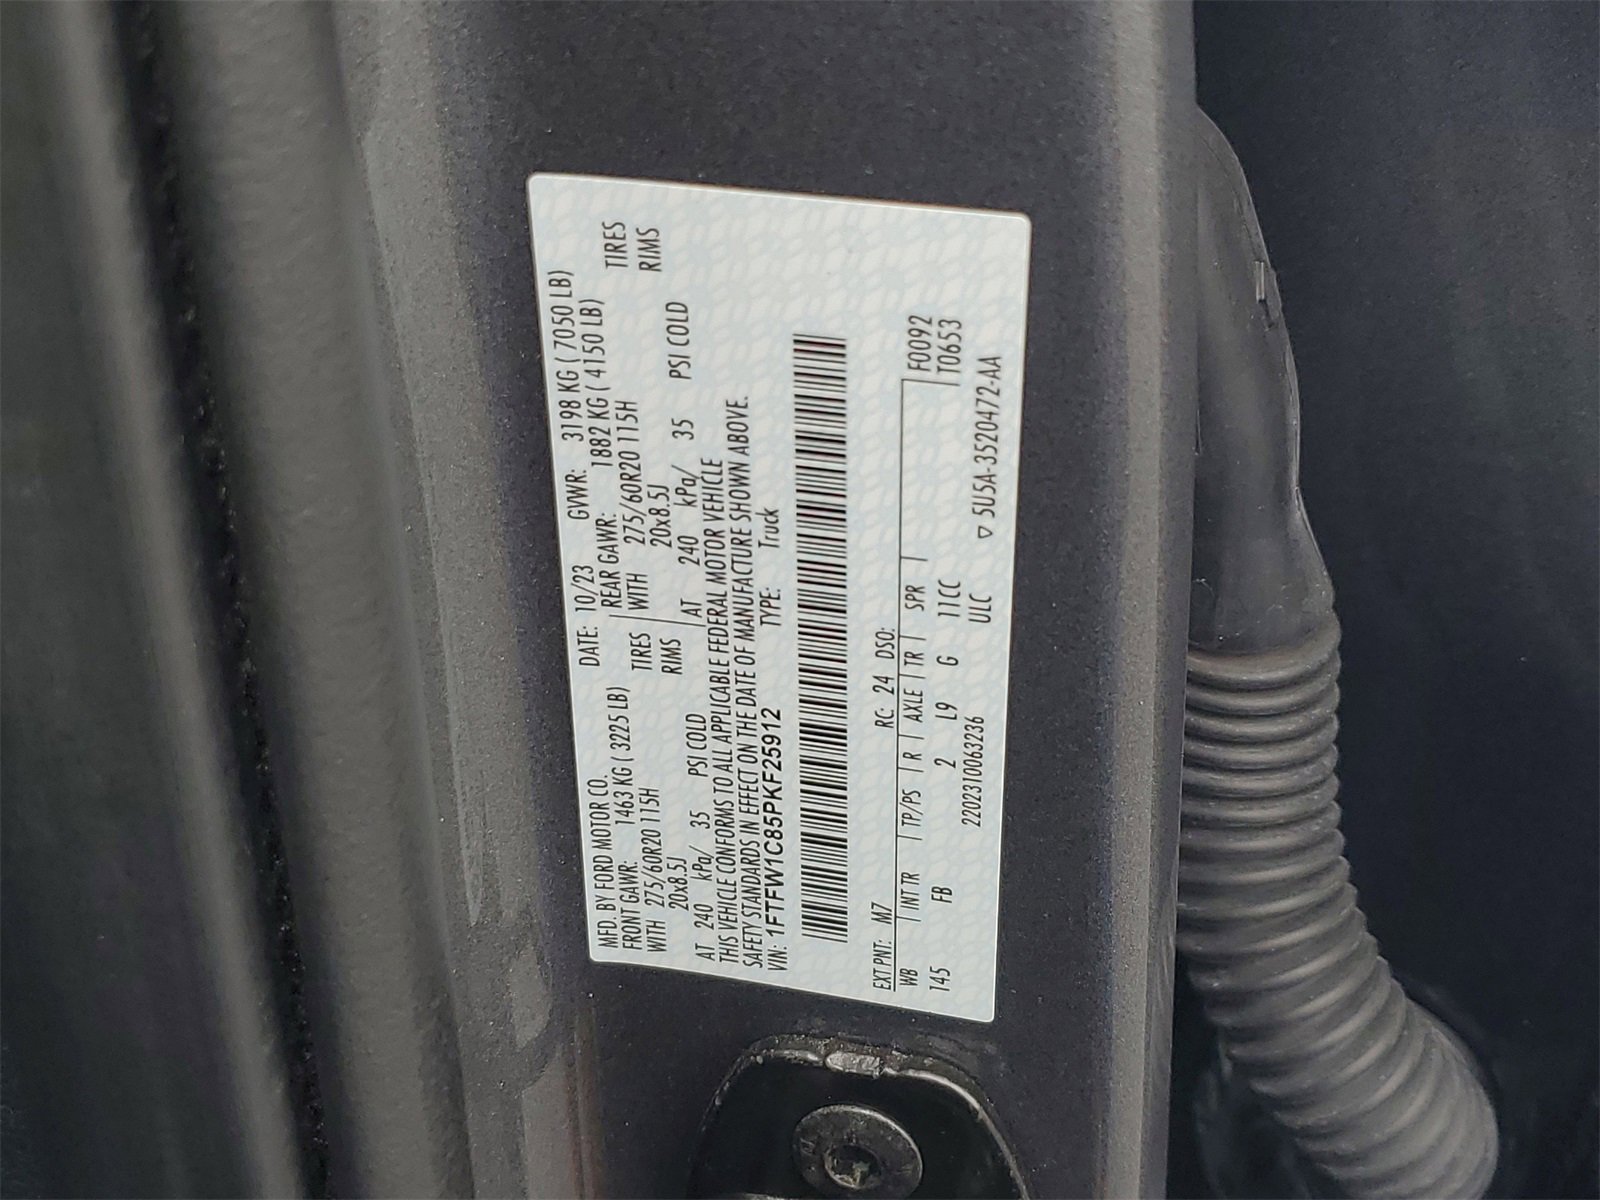 MFD. BY FORD MOTOR CO. DATE: 10/23 GVWR: 3198 KG ( 7050 LB)
FRONT GAWR: 1463 KG ( 3225 LB) REAR GAWR: 1882 KG ( 4150 LB)
WITH 275/60R20 115H TIRES WITH 275/60R20 115H TIRES
20x8.5J RIMS 20x8.5J RIMS
AT 240 kPa/ 35 PSI COLD AT 240 kPa/ 35 PSI COLD
THIS VEHICLE CONFORMS TO ALL APPLICABLE FEDERAL MOTOR VEHICLE
SAFETY STANDARDS IN EFFECT ON THE DATE OF MANUFACTURE SHOWN ABOVE.
VIN: 1FTFW1C85PKF25912 TYPE: Truck
EXT PNT: M7 RC: 24 DSO:
WB | INT TR | TP/PS | R | AXLE | TR | SPR | F0092
145 FB 2 L9 G 11CC T0653
2202310063236 ULC ▽ 5U5A-3520472-AA